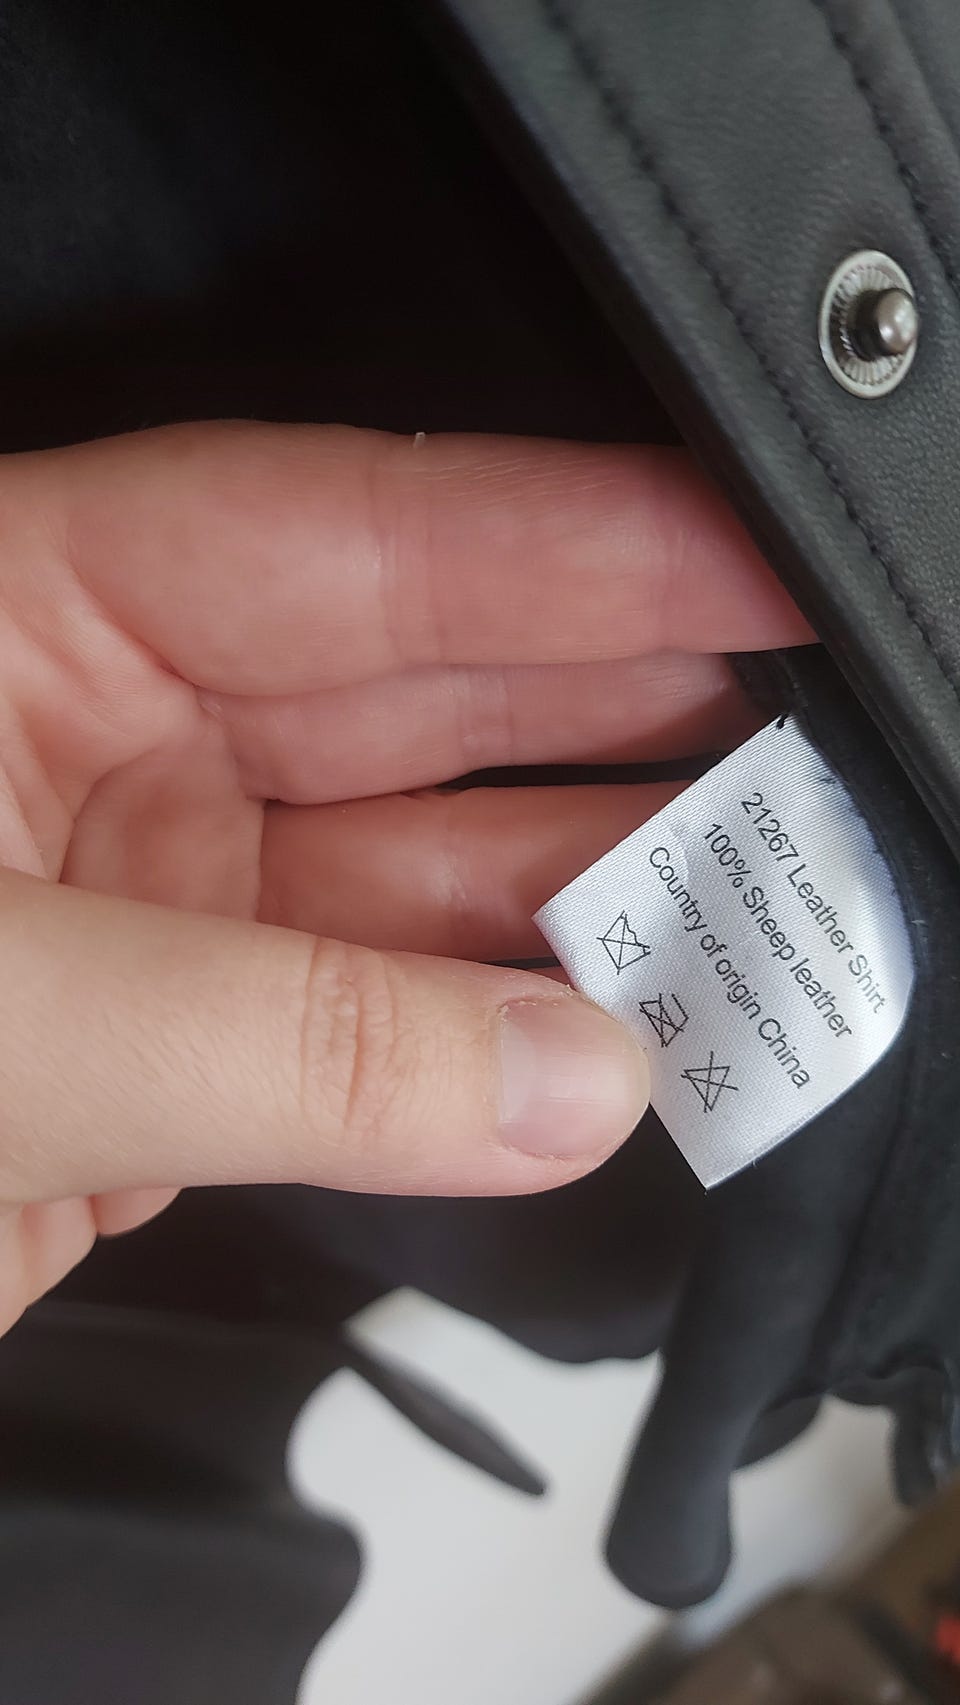 21267 Leather Shirt
100% Sheep leather
Country of origin China